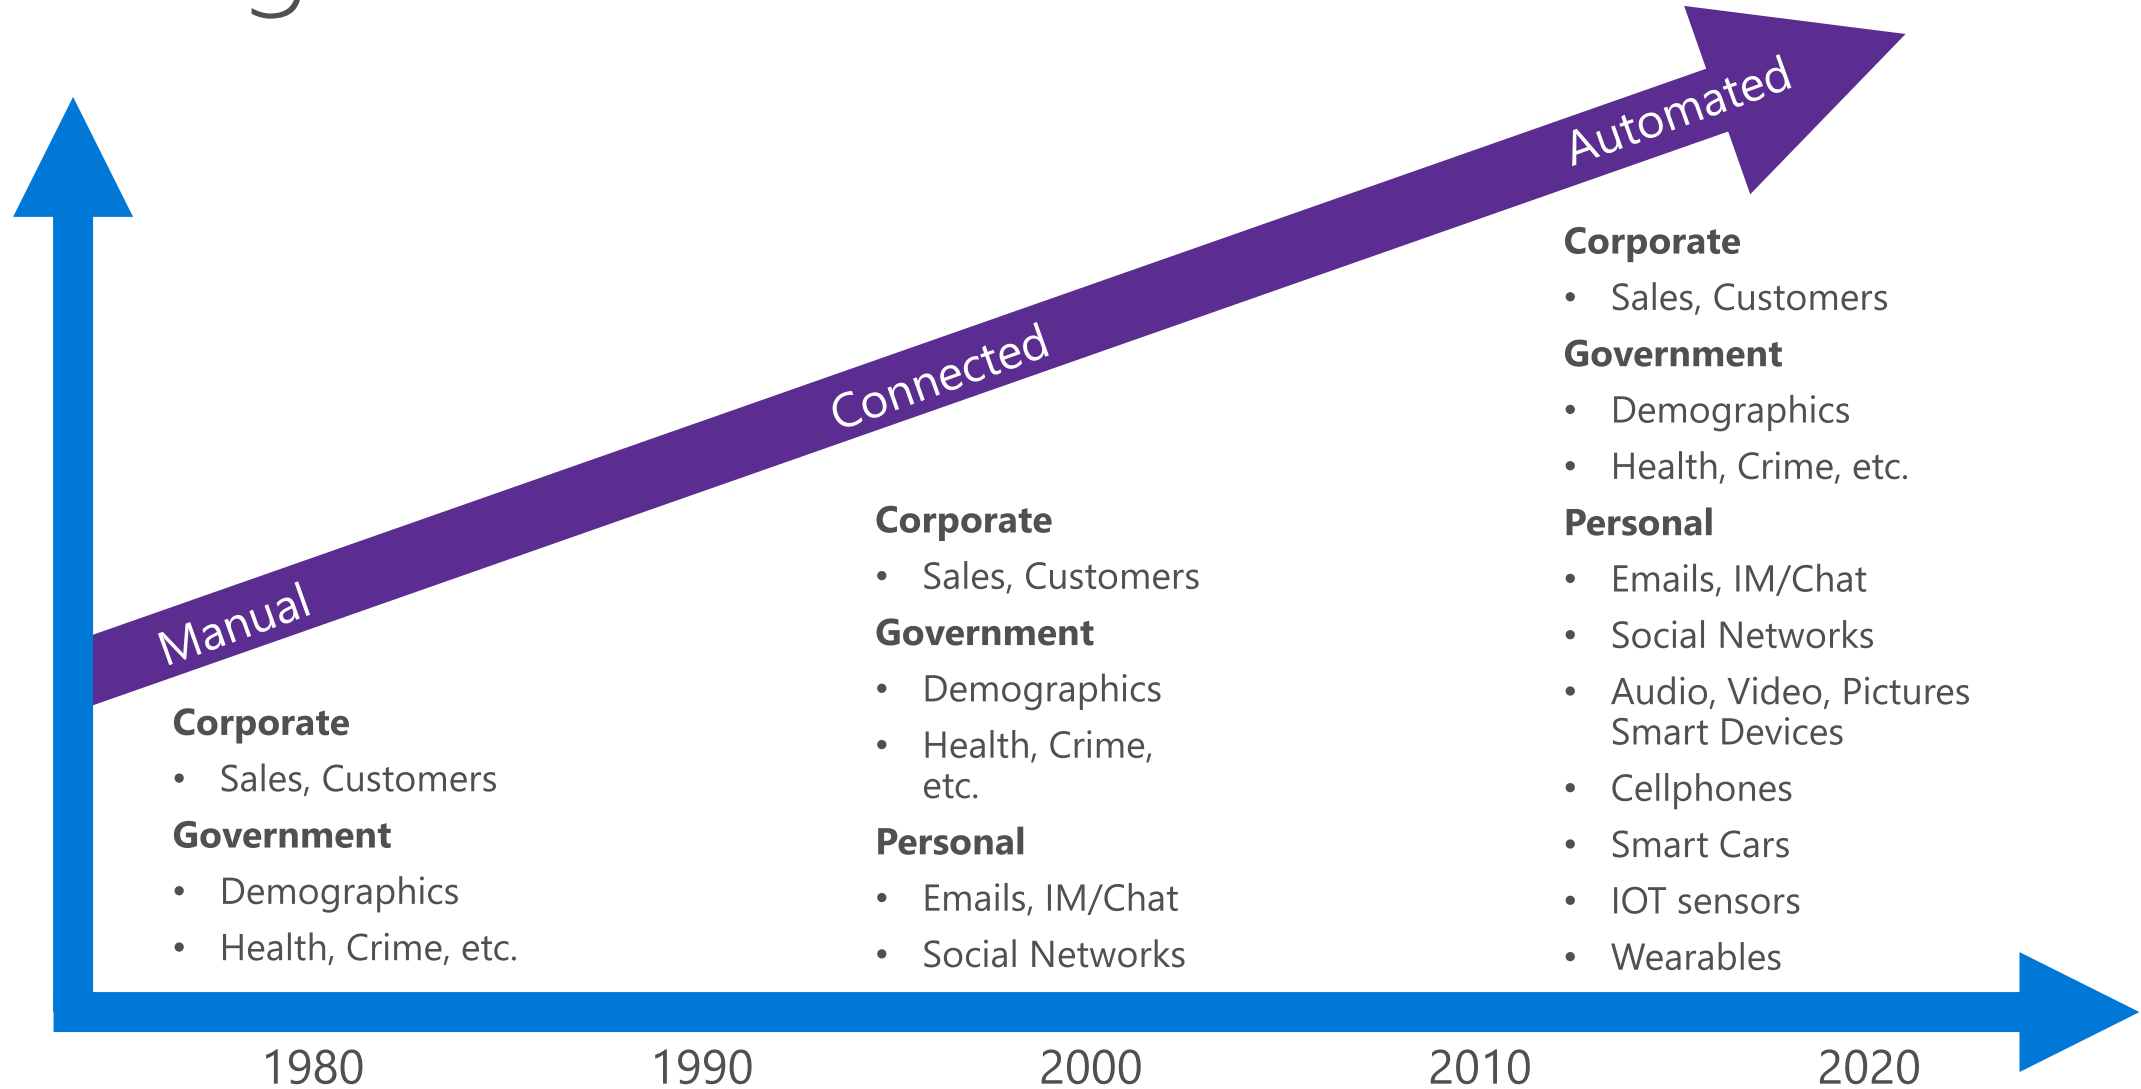 Manual
Connected
Automated
Corporate
• Sales, Customers
Government
• Demographics
• Health, Crime, etc.
Corporate
• Sales, Customers
Government
• Demographics
• Health, Crime,
etc.
Personal
• Emails, IM/Chat
• Social Networks
Corporate
• Sales, Customers
Government
• Demographics
• Health, Crime, etc.
Personal
• Emails, IM/Chat
• Social Networks
• Audio, Video, Pictures
Smart Devices
• Cellphones
• Smart Cars
• IOT sensors
• Wearables
1980 1990 2000 2010 2020